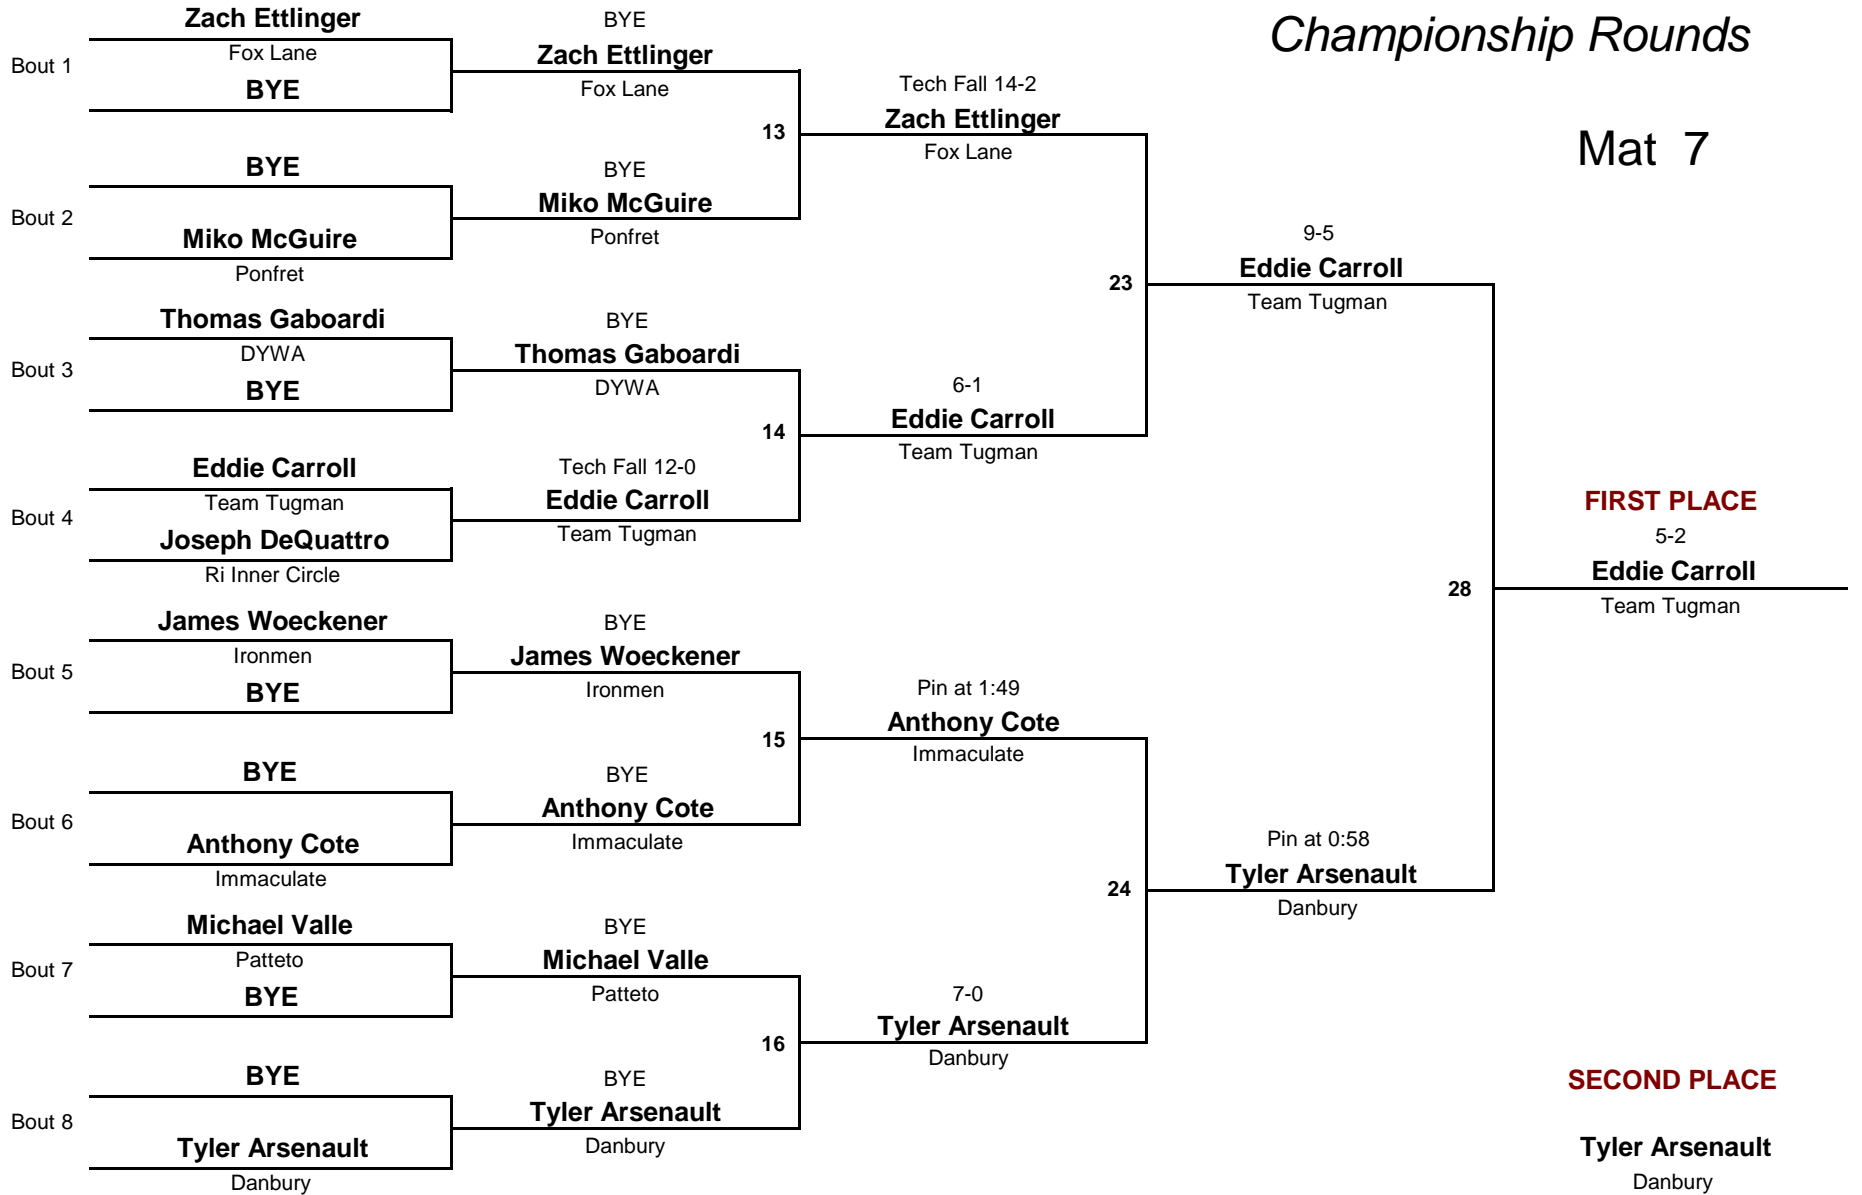 Championship Rounds
Mat 7
Bout 1
Zach Ettlinger
Fox Lane
BYE
Bout 2
BYE
Miko McGuire
Ponfret
Bout 3
Thomas Gaboardi
DYWA
BYE
Bout 4
Eddie Carroll
Team Tugman
Joseph DeQuattro
Ri Inner Circle
Bout 5
James Woeckener
Ironmen
BYE
Bout 6
BYE
Anthony Cote
Immaculate
Bout 7
Michael Valle
Patteto
BYE
Bout 8
BYE
Tyler Arsenault
Danbury
BYE
Zach Ettlinger
Fox Lane
13
BYE
Miko McGuire
Ponfret
BYE
Thomas Gaboardi
DYWA
14
Tech Fall 12-0
Eddie Carroll
Team Tugman
BYE
James Woeckener
Ironmen
15
BYE
Anthony Cote
Immaculate
BYE
Michael Valle
Patteto
16
BYE
Tyler Arsenault
Danbury
Tech Fall 14-2
Zach Ettlinger
Fox Lane
23
6-1
Eddie Carroll
Team Tugman
Pin at 1:49
Anthony Cote
Immaculate
24
7-0
Tyler Arsenault
Danbury
9-5
Eddie Carroll
Team Tugman
28
Pin at 0:58
Tyler Arsenault
Danbury
FIRST PLACE
5-2
Eddie Carroll
Team Tugman
SECOND PLACE
Tyler Arsenault
Danbury